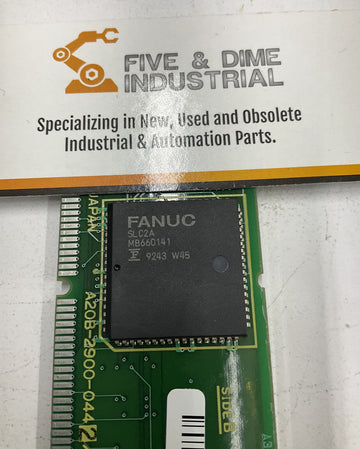 FIVE & DIME
INDUSTRIAL
Specializing in New, Used and Obsolete
Industrial & Automation Parts.
JAPAN
FANUC
SLC2A
MB660141
F 9243 W45
A20B-2900-044
SIDE B
A3